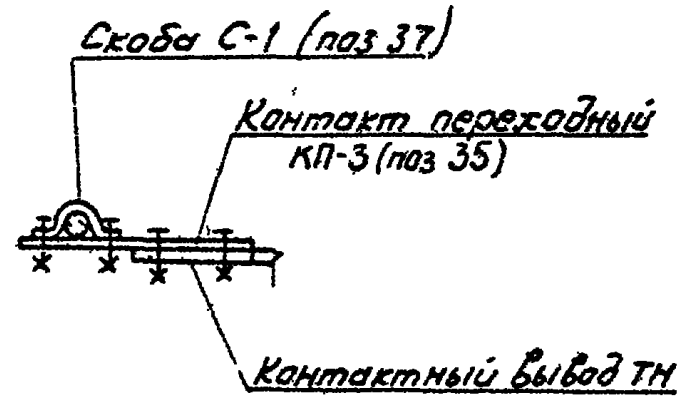 Скоба С-1 (поз 37)
Контакт переходный
КП-3 (поз 35)
Контактный вывод ТН